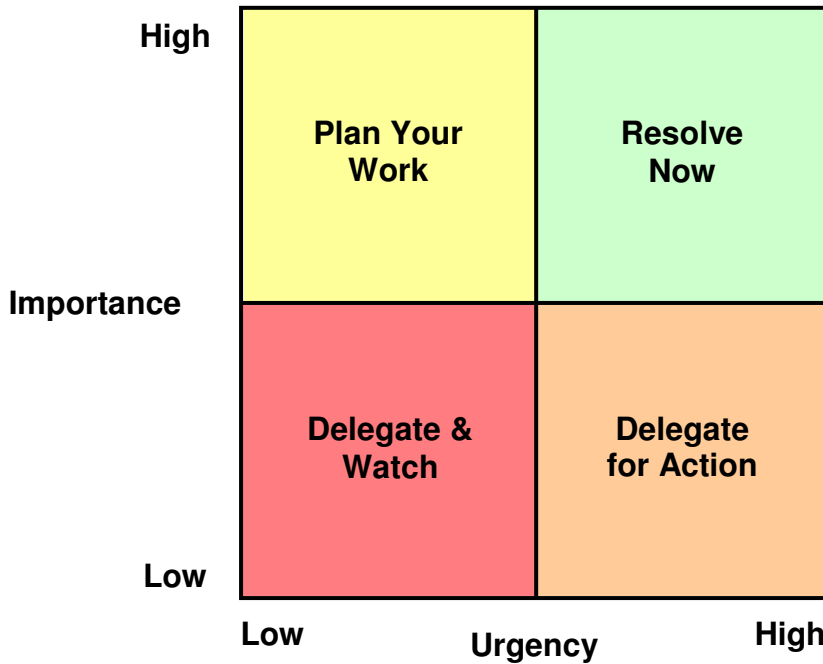 High
Plan Your
Work
Resolve
Now
Importance
Delegate &
Watch
Delegate
for Action
Low
Low
Urgency
High